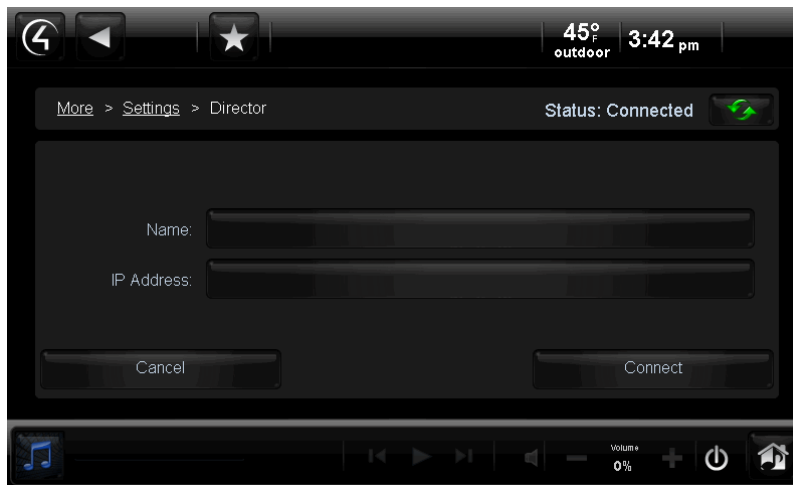 45°F outdoor
3:42 pm
More > Settings > Director
Status: Connected
Name:
IP Address:
Cancel
Connect
Volume
0%